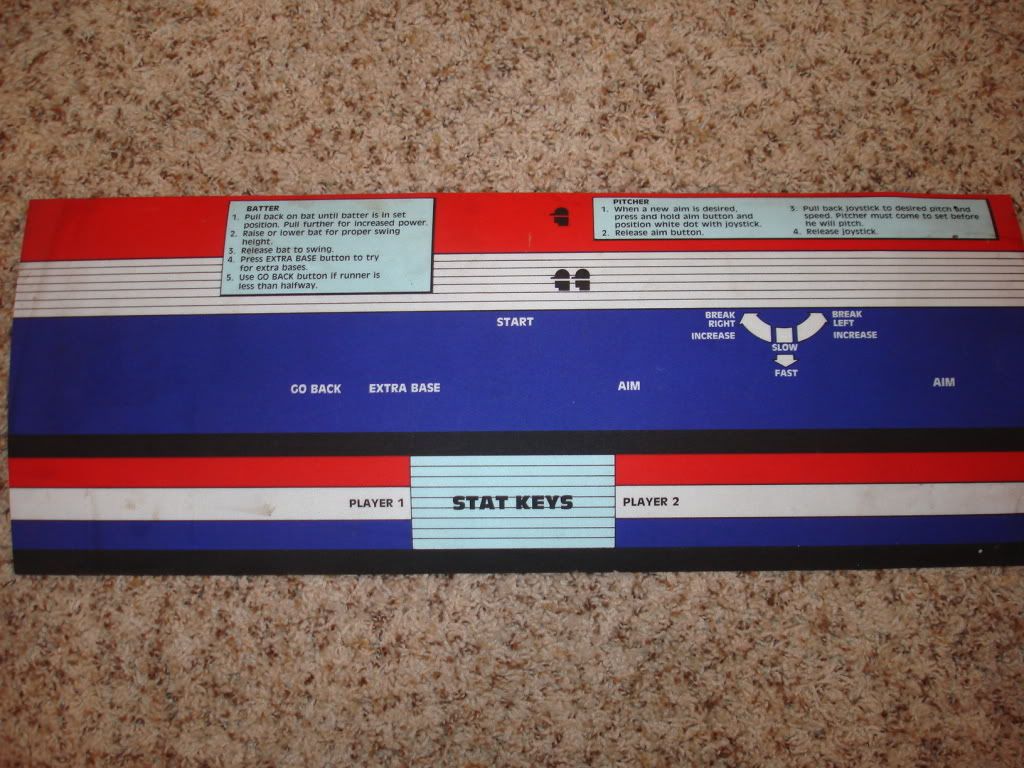 BATTER
1. Pull back on bat until batter is in set
position. Pull further for increased power.
2. Raise or lower bat for proper swing
height.
3. Release bat to swing.
4. Press EXTRA BASE button to try
for extra bases.
5. Use GO BACK button if runner is
less than halfway.
PITCHER
1. When a new aim is desired,
press and hold aim button and
position white dot with joystick.
2. Release aim button.
3. Pull back joystick to desired pitch and
speed. Pitcher must come to set before
he will pitch.
4. Release joystick.
START
BREAK
RIGHT
INCREASE
BREAK
LEFT
INCREASE
SLOW
FAST
GO BACK
EXTRA BASE
AIM
AIM
PLAYER 1
STAT KEYS
PLAYER 2